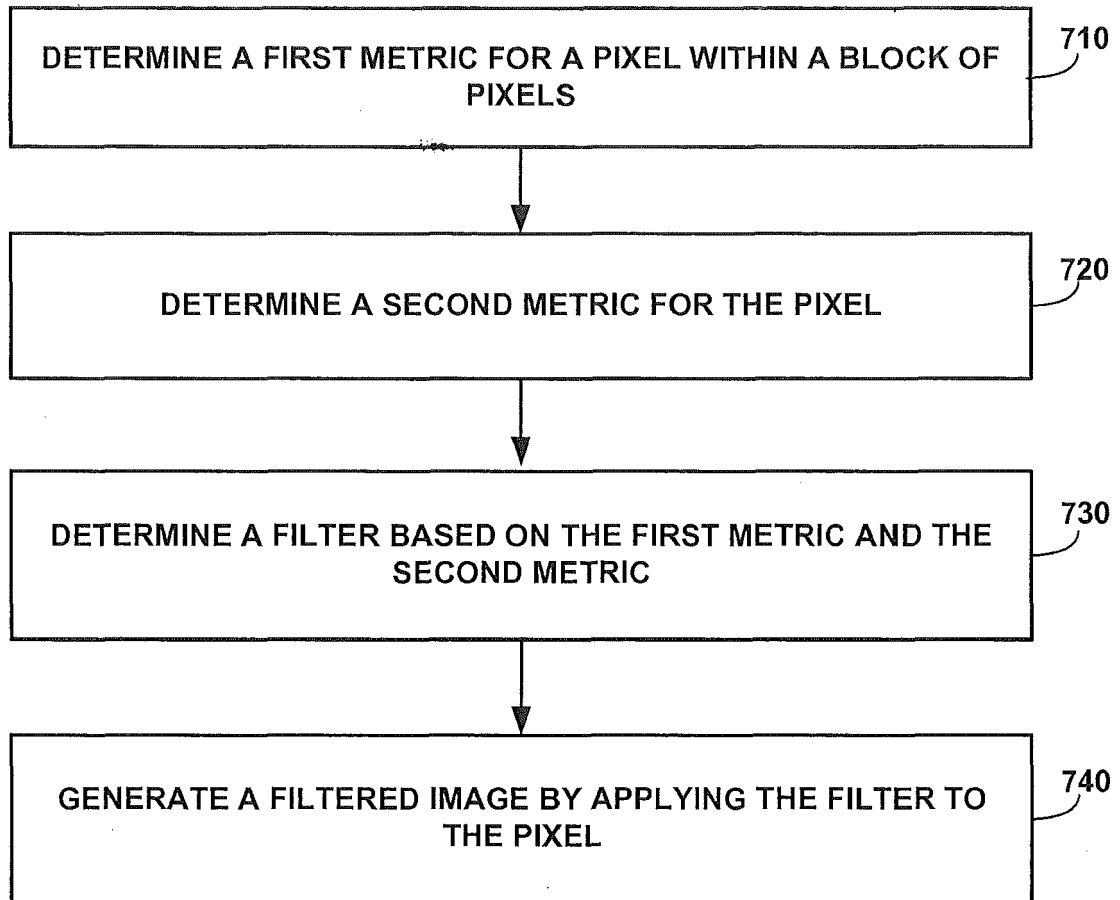 DETERMINE A FIRST METRIC FOR A PIXEL WITHIN A BLOCK OF
PIXELS
710
DETERMINE A SECOND METRIC FOR THE PIXEL
720
DETERMINE A FILTER BASED ON THE FIRST METRIC AND THE
SECOND METRIC
730
GENERATE A FILTERED IMAGE BY APPLYING THE FILTER TO
THE PIXEL
740